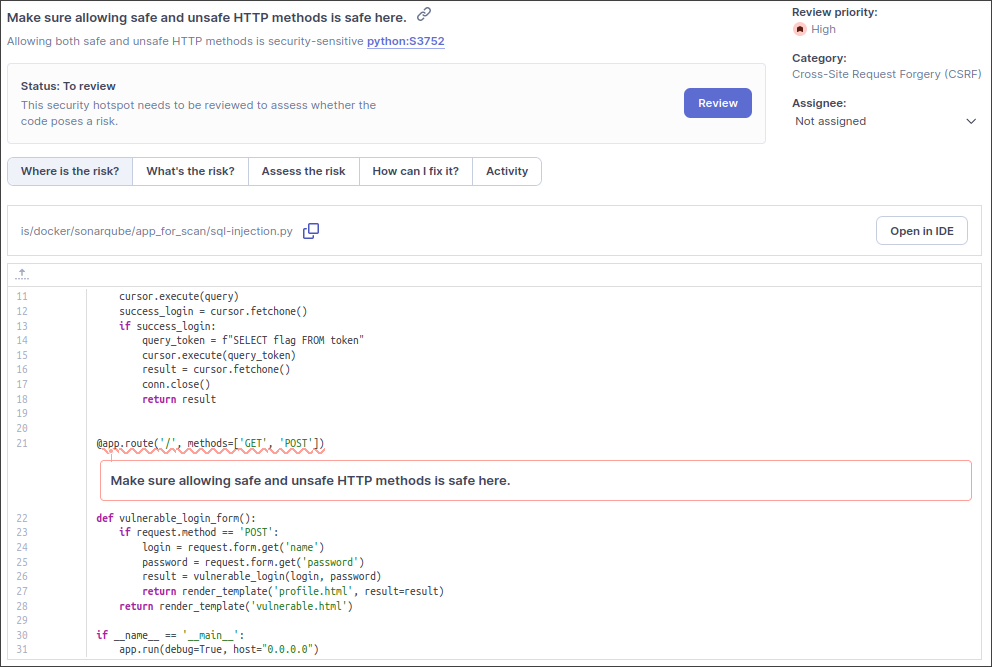 Make sure allowing safe and unsafe HTTP methods is safe here.
Allowing both safe and unsafe HTTP methods is security-sensitive python:S3752
Review priority:
High
Category:
Cross-Site Request Forgery (CSRF)
Assignee:
Not assigned
Status: To review
This security hotspot needs to be reviewed to assess whether the
code poses a risk.
Review
Where is the risk?
What's the risk?
Assess the risk
How can I fix it?
Activity
is/docker/sonarqube/app_for_scan/sql-injection.py
Open in IDE
11 cursor.execute(query)
12 success_login = cursor.fetchone()
13 if success_login:
14 query_token = f"SELECT flag FROM token"
15 cursor.execute(query_token)
16 result = cursor.fetchone()
17 conn.close()
18 return result
19
20
21 @app.route('/', methods=['GET', 'POST'])
Make sure allowing safe and unsafe HTTP methods is safe here.
22 def vulnerable_login_form():
23 if request.method == 'POST':
24 login = request.form.get('name')
25 password = request.form.get('password')
26 result = vulnerable_login(login, password)
27 return render_template('profile.html', result=result)
28 return render_template('vulnerable.html')
29
30 if __name__ == '__main__':
31 app.run(debug=True, host="0.0.0.0")